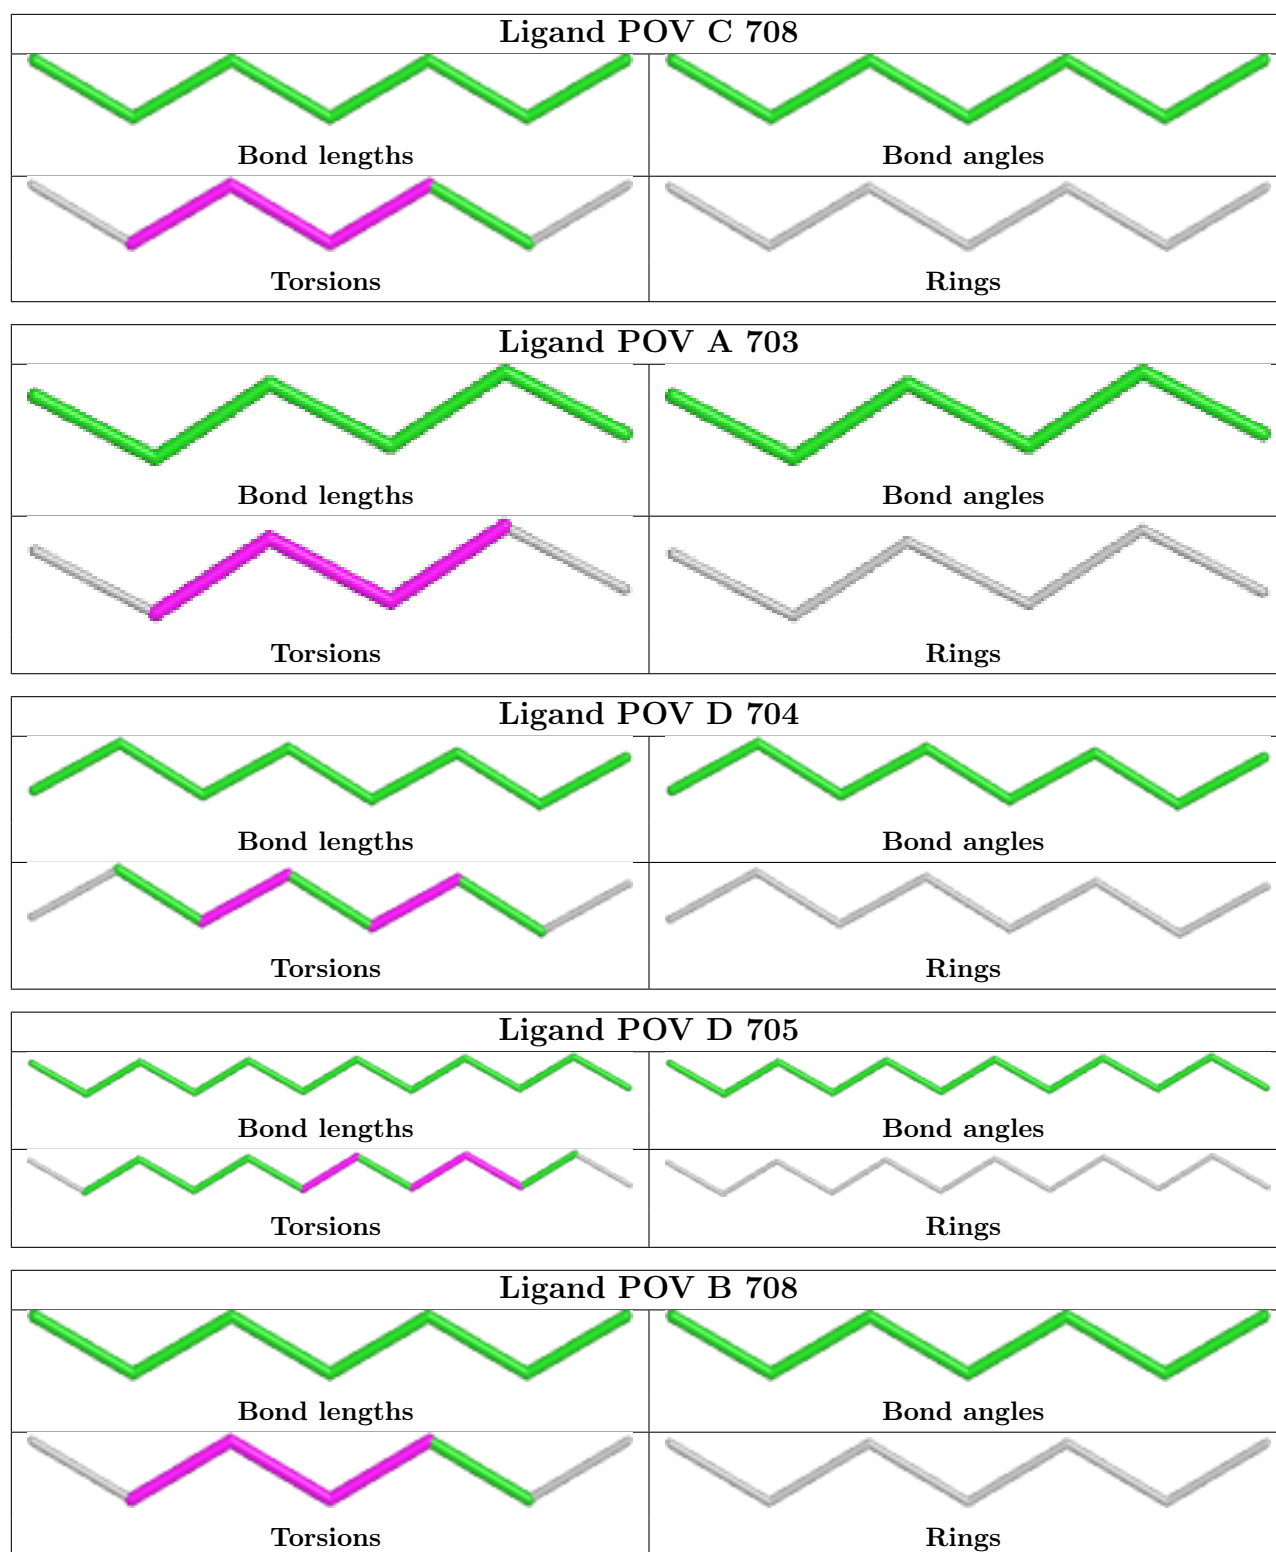 Ligand POV C 708
Bond lengths
Bond angles
Torsions
Rings
Ligand POV A 703
Bond lengths
Bond angles
Torsions
Rings
Ligand POV D 704
Bond lengths
Bond angles
Torsions
Rings
Ligand POV D 705
Bond lengths
Bond angles
Torsions
Rings
Ligand POV B 708
Bond lengths
Bond angles
Torsions
Rings